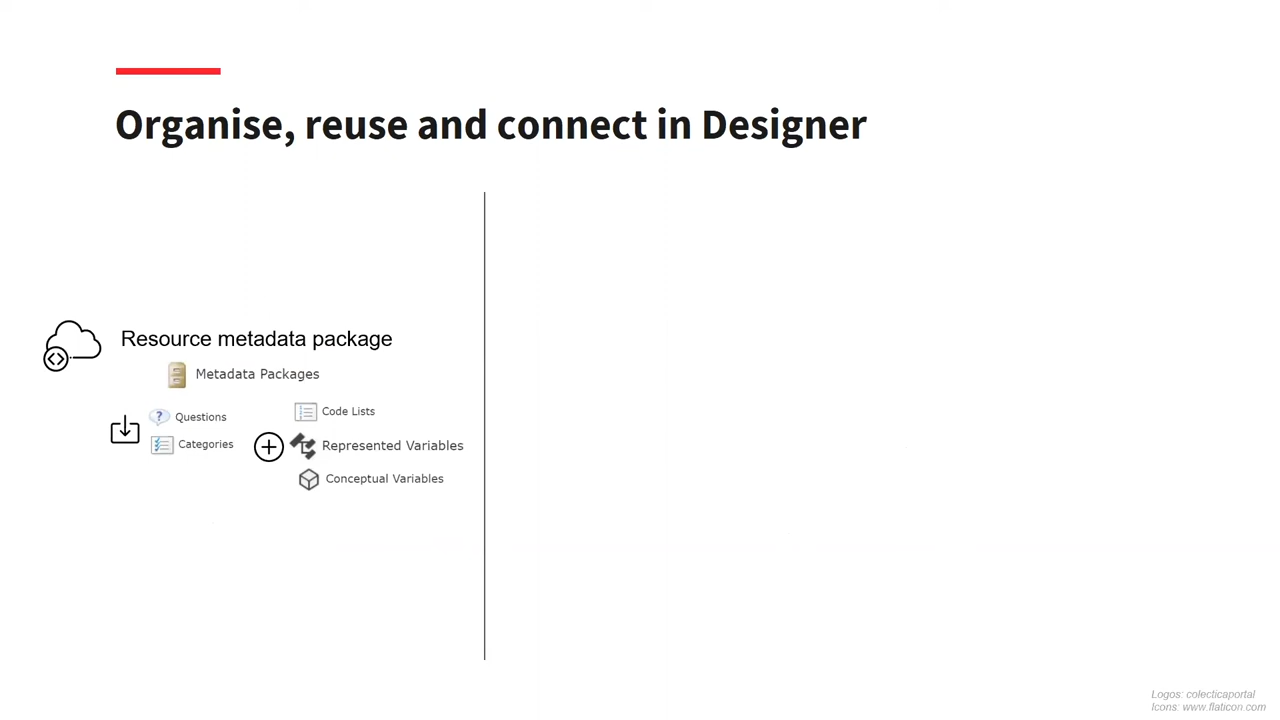 Organise, reuse and connect in Designer
Resource metadata package
Metadata Packages
Questions
Categories
Code Lists
Represented Variables
Conceptual Variables
Logos: colecticaportal
Icons: www.flaticon.com